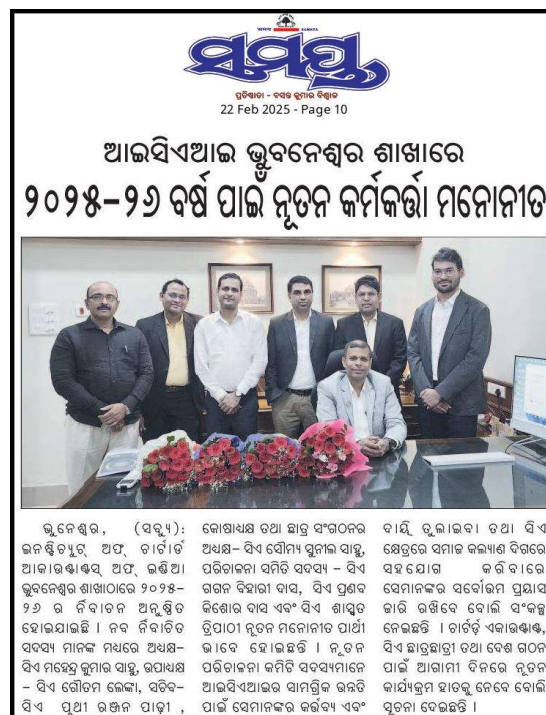 ସମୟ
SAMAYA
ପ୍ରତିଷ୍ଠାତା - ବସନ୍ତ କୁମାର ବିଶ୍ୱାଳ
22 Feb 2025 - Page 10
ଆଇସିଏଆଇ ଭୁବନେଶ୍ୱର ଶାଖାରେ
୨୦୨୫-୨୬ ବର୍ଷ ପାଇଁ ନୂତନ କର୍ମକର୍ତ୍ତା ମନୋନୀତ
ଭୁବନେଶ୍ୱର, (ସବ୍ୟୁ):
ଇନଷ୍ଟିଚ୍ୟୁଟ୍ ଅଫ୍ ଚାର୍ଟାର୍ଡ
ଆକାଉଣ୍ଟାଣ୍ଟସ୍ ଅଫ୍ ଇଣ୍ଡିଆ
ଭୁବନେଶ୍ୱର ଶାଖାଠାରେ ୨୦୨୫-
୨୬ ର ନିର୍ବାଚନ ଅନୁଷ୍ଠିତ
ହୋଇଯାଇଛି । ନବ ନିର୍ବାଚିତ
ସଦସ୍ୟ ମାନଙ୍କ ମଧ୍ୟରେ ଅଧ୍ୟକ୍ଷ-
ସିଏ ମହେନ୍ଦ୍ର କୁମାର ସାହୁ, ଉପାଧ୍ୟକ୍ଷ
- ସିଏ ଗୌତମ ଲେଙ୍କା, ସଚିବ-
ସିଏ ପୃଥୀ ରଞ୍ଜନ ପାଢ଼ୀ ,
କୋଷାଧ୍ୟକ୍ଷ ତଥା ଛାତ୍ର ସଂଗଠନର
ଅଧ୍ୟକ୍ଷ- ସିଏ ସୌମ୍ୟ ସୁନୀଲ ସାହୁ,
ପରିଚାଳନା ସମିତି ସଦସ୍ୟ - ସିଏ
ଗଗନ ବିହାରୀ ଦାସ, ସିଏ ପ୍ରଣବ
କିଶୋର ଦାସ ଏବଂ ସିଏ ଶାସ୍ୱତ
ତ୍ରିପାଠୀ ନୂତନ ମନୋନୀତ ପାର୍ଥୀ
ଭାବେ ହୋଇଛନ୍ତି । ନୂତନ
ପରିଚାଳନା କମିଟି ସଦସ୍ୟମାନେ
ଆଇସିଏଆଇର ସାମଗ୍ରିକ ଉନ୍ନତି
ପାଇଁ ସେମାନଙ୍କର କର୍ତ୍ତବ୍ୟ ଏବଂ
ଦାୟି ତୁଲାଇବା ତଥା ସିଏ
କ୍ଷେତ୍ରରେ ସମାଜ କଲ୍ୟାଣ ଦିଗରେ
ସହଯୋଗ କରିବାରେ
ସେମାନଙ୍କର ସର୍ବୋତ୍ତମ ପ୍ରୟାସ
ଜାରି ରଖିବେ ବୋଲି ସଂକଳ୍ପ
ନେଇଛନ୍ତି । ଚାର୍ଟର୍ଡ଼ ଏକାଉଣ୍ଟାଣ୍ଟ,
ସିଏ ଛାତ୍ରଛାତ୍ରୀ ତଥା ଦେଶ ଗଠନ
ପାଇଁ ଆଗାମୀ ଦିନରେ ନୂତନ
କାର୍ଯ୍ୟକ୍ରମ ହାତକୁ ନେବେ ବୋଲି
ସୂଚନା ଦେଇଛନ୍ତି ।